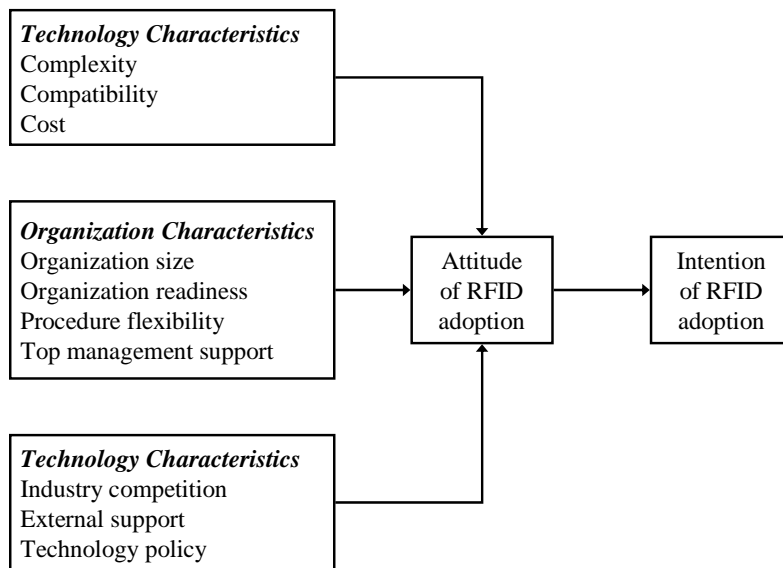 Technology Characteristics
Complexity
Compatibility
Cost
Organization Characteristics
Organization size
Organization readiness
Procedure flexibility
Top management support
Technology Characteristics
Industry competition
External support
Technology policy
Attitude
of RFID
adoption
Intention
of RFID
adoption